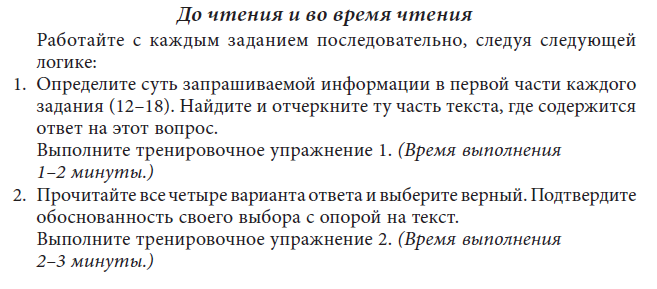 До чтения и во время чтения
Работайте с каждым заданием последовательно, следуя следующей
логике:
1. Определите суть запрашиваемой информации в первой части каждого
задания (12–18). Найдите и отчеркните ту часть текста, где содержится
ответ на этот вопрос.
Выполните тренировочное упражнение 1. (Время выполнения
1–2 минуты.)
2. Прочитайте все четыре варианта ответа и выберите верный. Подтвердите
обоснованность своего выбора с опорой на текст.
Выполните тренировочное упражнение 2. (Время выполнения
2–3 минуты.)